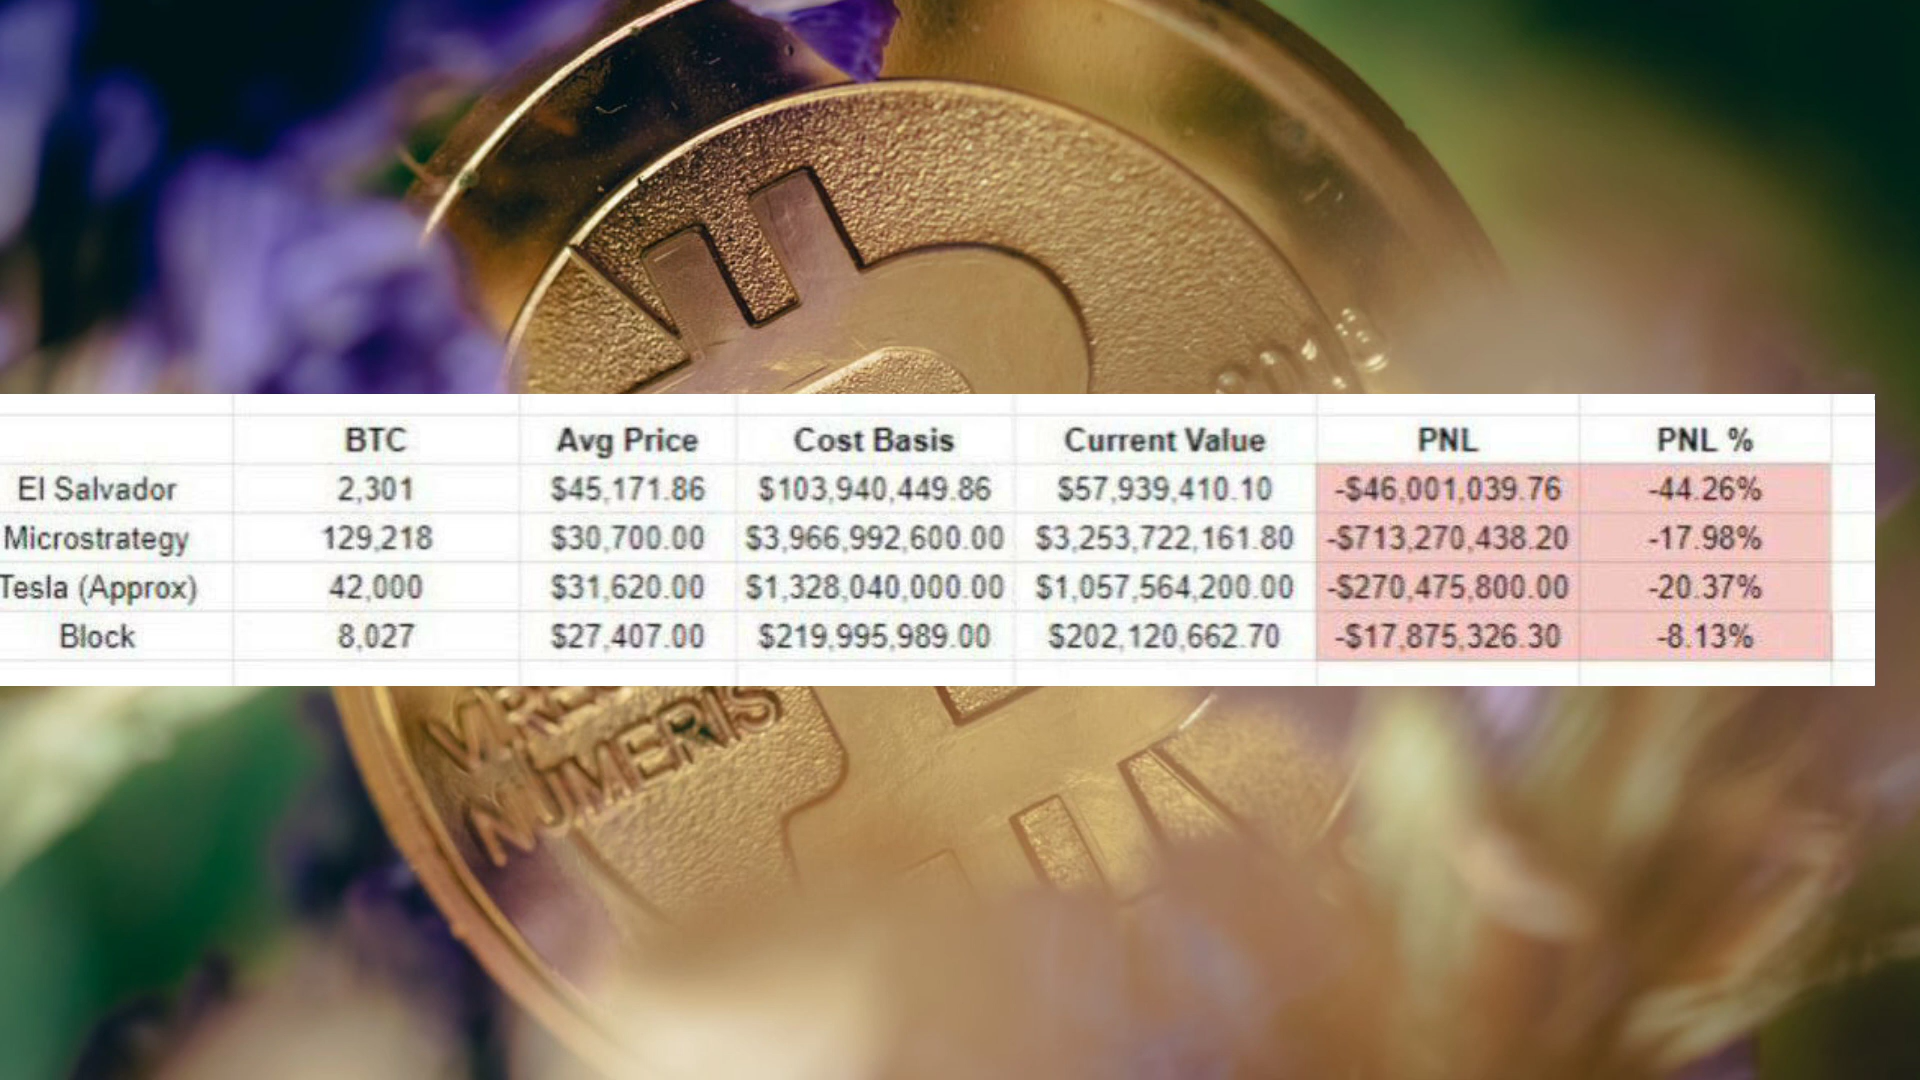 BTC Avg Price Cost Basis Current Value PNL PNL %
El Salvador 2,301 $45,171.86 $103,940,449.86 $57,939,410.10 -$46,001,039.76 -44.26%
Microstrategy 129,218 $30,700.00 $3,966,992,600.00 $3,253,722,161.80 -$713,270,438.20 -17.98%
Tesla (Approx) 42,000 $31,620.00 $1,328,040,000.00 $1,057,564,200.00 -$270,475,800.00 -20.37%
Block 8,027 $27,407.00 $219,995,989.00 $202,120,662.70 -$17,875,326.30 -8.13%
NUMERIS